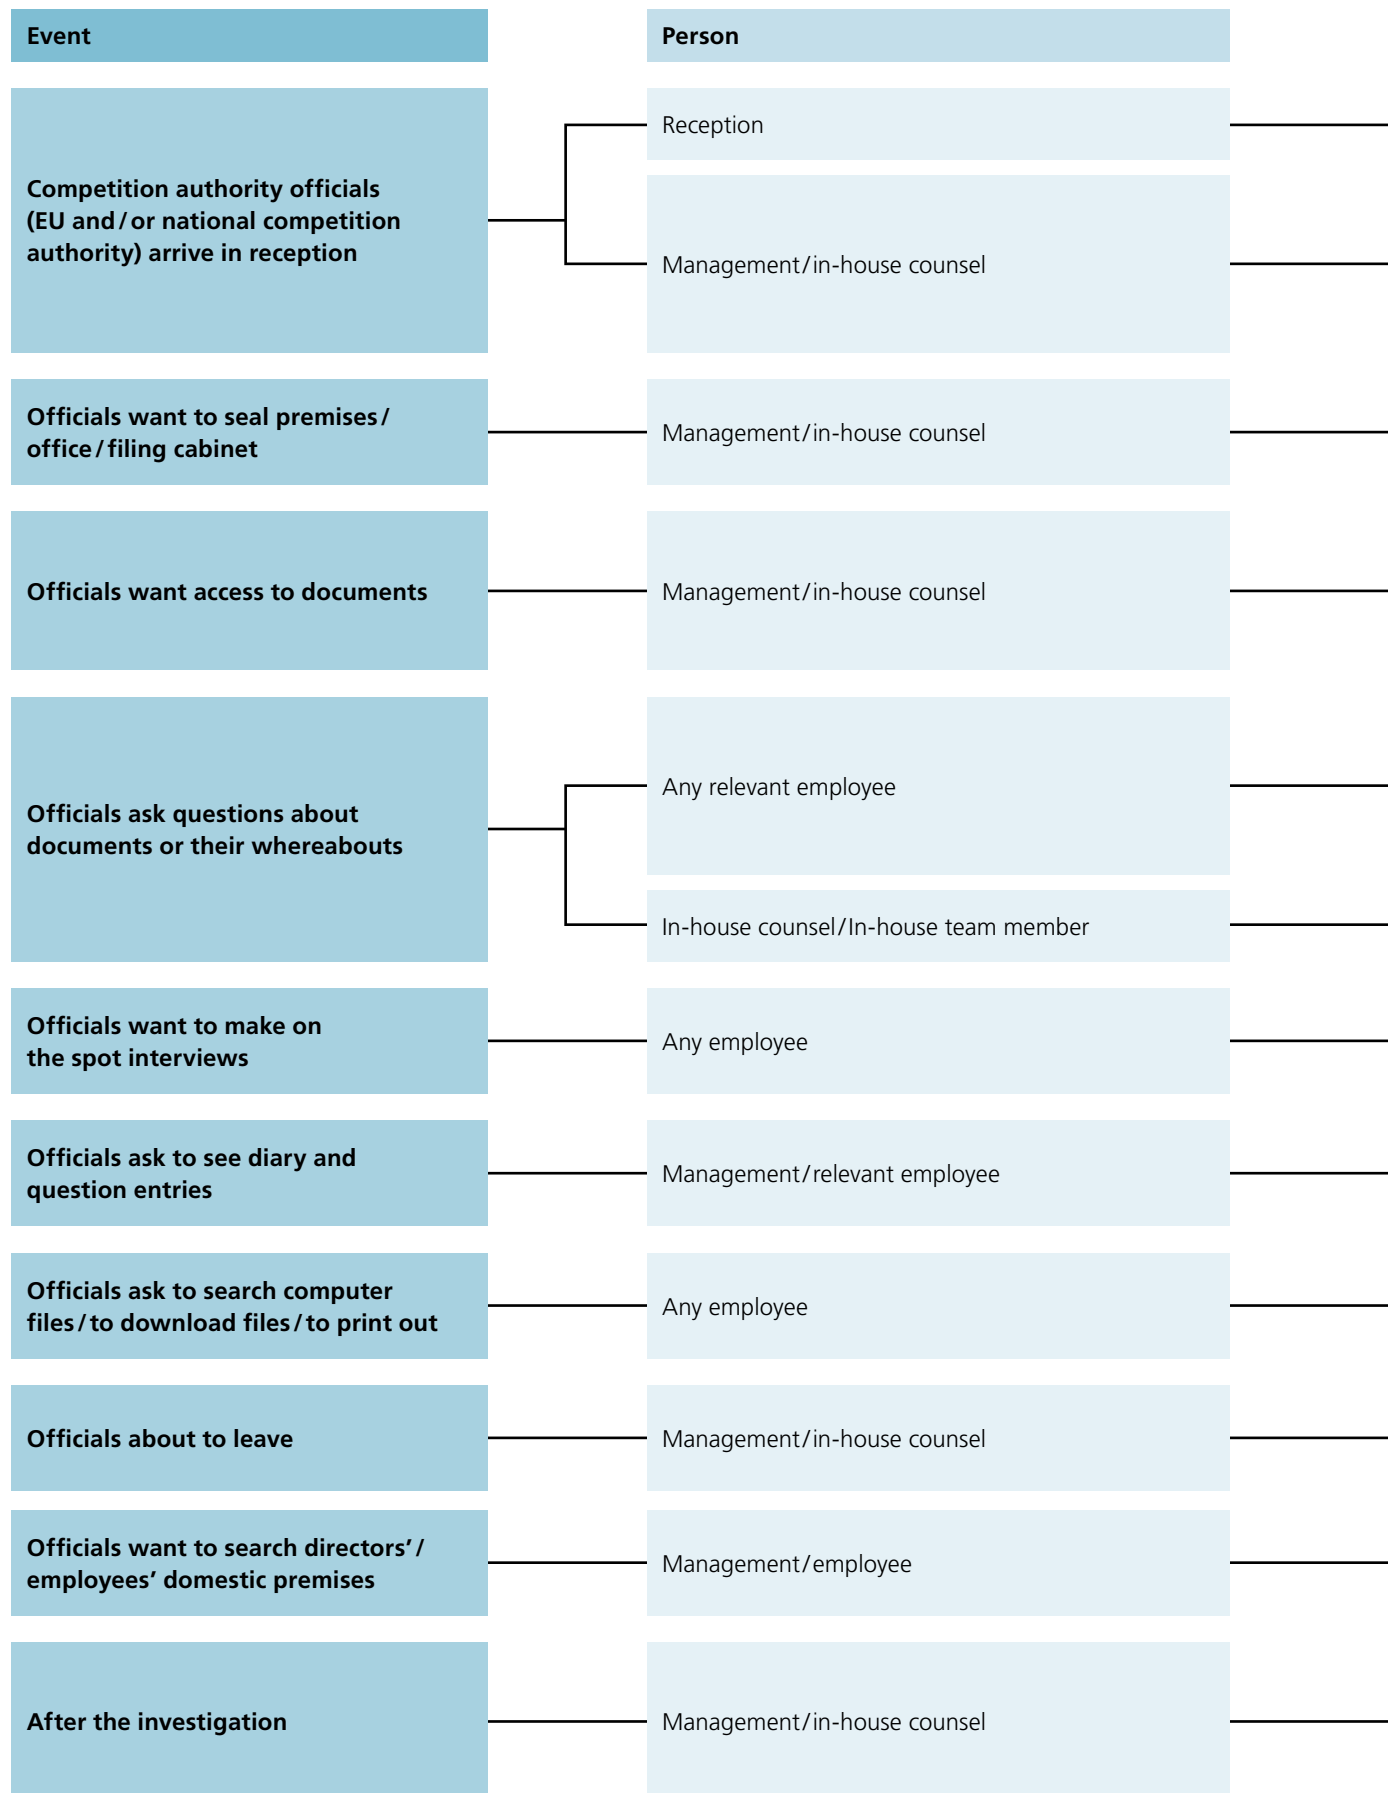 Event
Person
Competition authority officials
(EU and/or national competition
authority) arrive in reception
Reception
Management/in-house counsel
Officials want to seal premises/
office/filing cabinet
Management/in-house counsel
Officials want access to documents
Management/in-house counsel
Officials ask questions about
documents or their whereabouts
Any relevant employee
In-house counsel/In-house team member
Officials want to make on
the spot interviews
Any employee
Officials ask to see diary and
question entries
Management/relevant employee
Officials ask to search computer
files/to download files/to print out
Any employee
Officials about to leave
Management/in-house counsel
Officials want to search directors’/
employees’ domestic premises
Management/employee
After the investigation
Management/in-house counsel